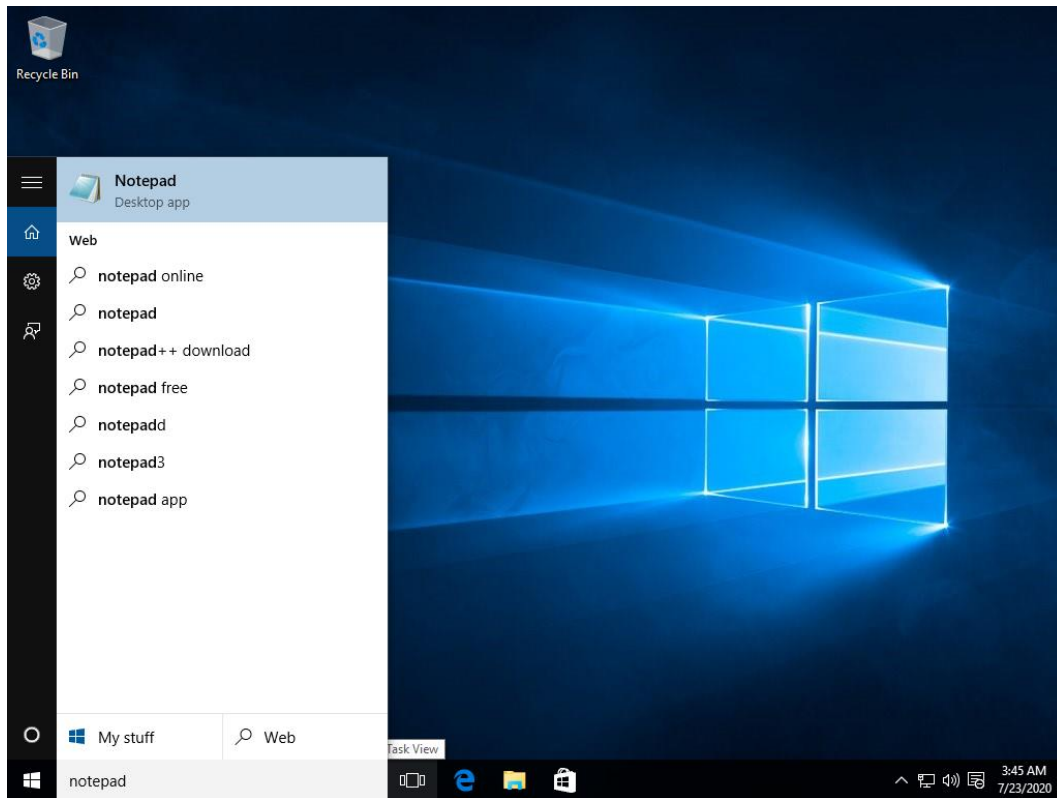 Recycle Bin
Notepad
Desktop app
Web
notepad online
notepad
notepad++ download
notepad free
notepadd
notepad3
notepad app
My stuff
Web
Task View
notepad
3:45 AM
7/23/2020